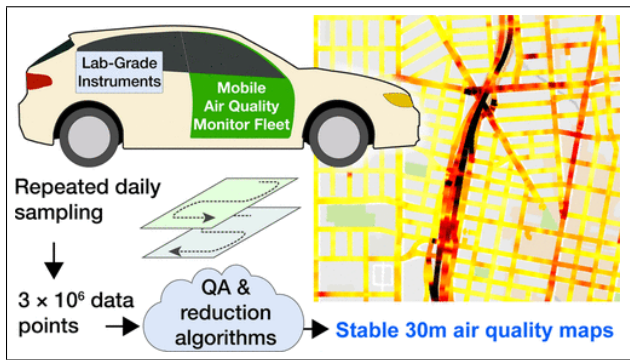 Lab-Grade
Instruments
Mobile
Air Quality
Monitor Fleet
Repeated daily
sampling
3 × 10⁶ data
points
QA &
reduction
algorithms
Stable 30m air quality maps